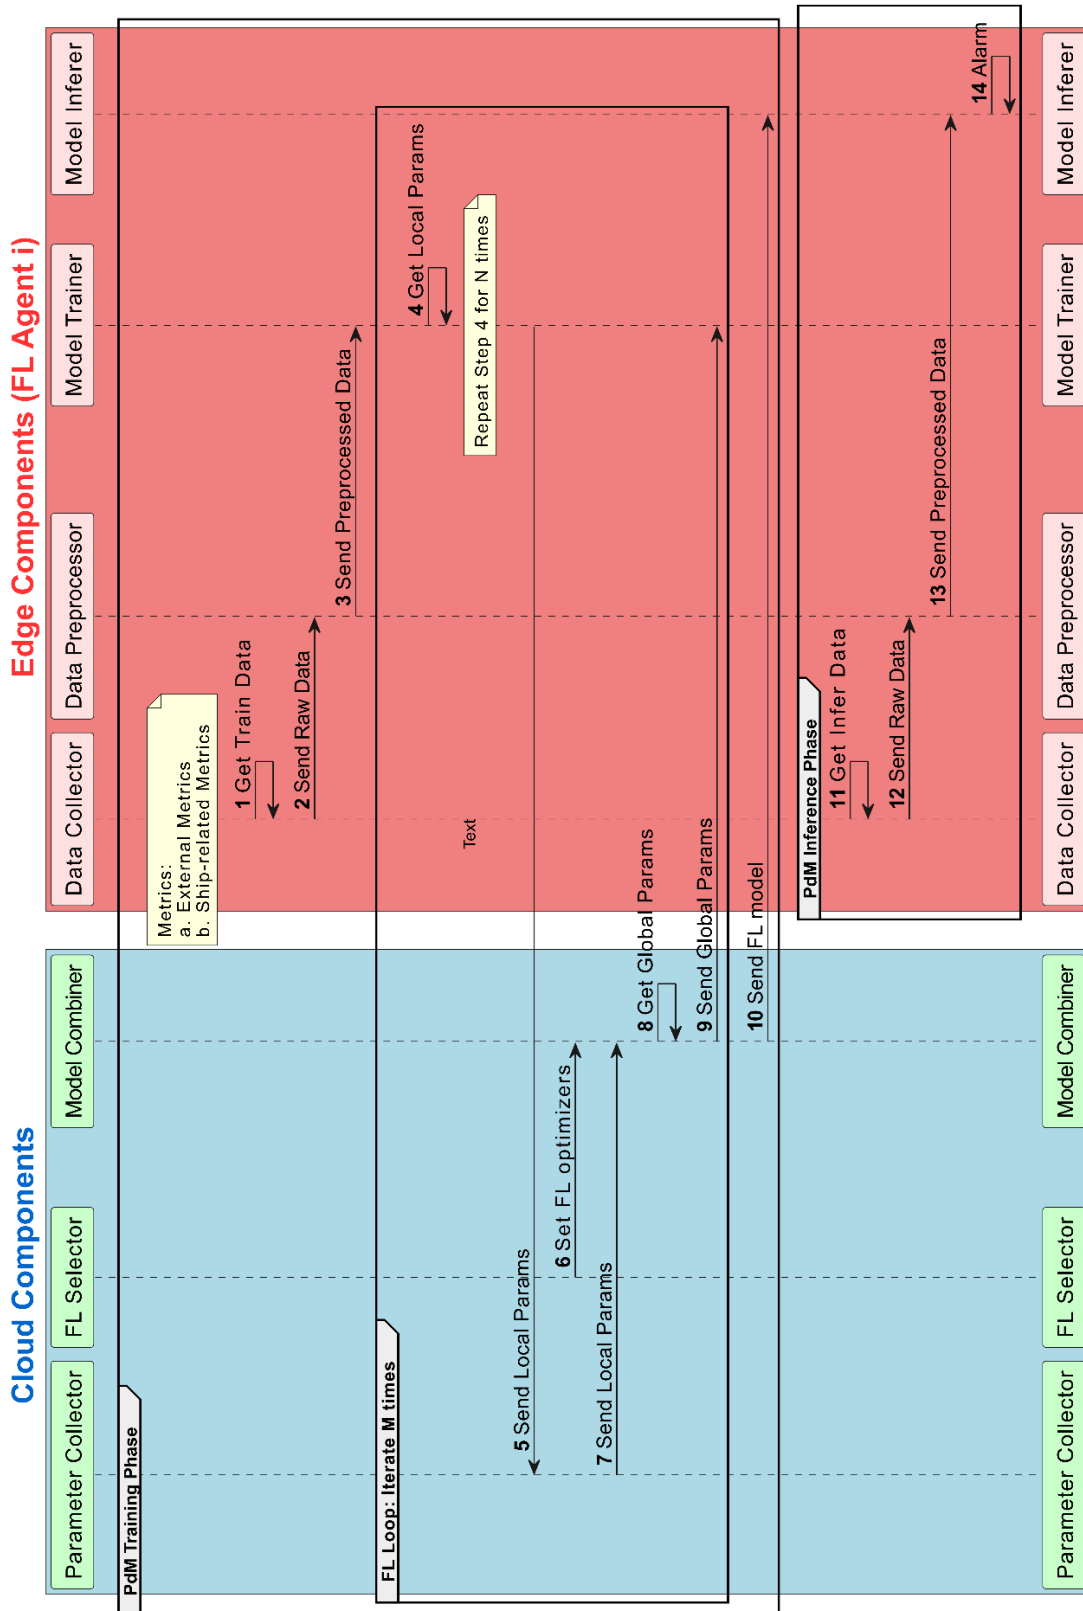 Cloud Components
Edge Components (FL Agent i)
Parameter Collector
FL Selector
Model Combiner
Data Collector
Data Preprocessor
Model Trainer
Model Inferer
PdM Training Phase
Metrics:
a. External Metrics
b. Ship-related Metrics
1 Get Train Data
2 Send Raw Data
3 Send Preprocessed Data
FL Loop: Iterate M times
4 Get Local Params
Repeat Step 4 for N times
Text
5 Send Local Params
6 Set FL optimizers
7 Send Local Params
8 Get Global Params
9 Send Global Params
10 Send FL model
PdM Inference Phase
11 Get Infer Data
12 Send Raw Data
13 Send Preprocessed Data
14 Alarm
Parameter Collector
FL Selector
Model Combiner
Data Collector
Data Preprocessor
Model Trainer
Model Inferer